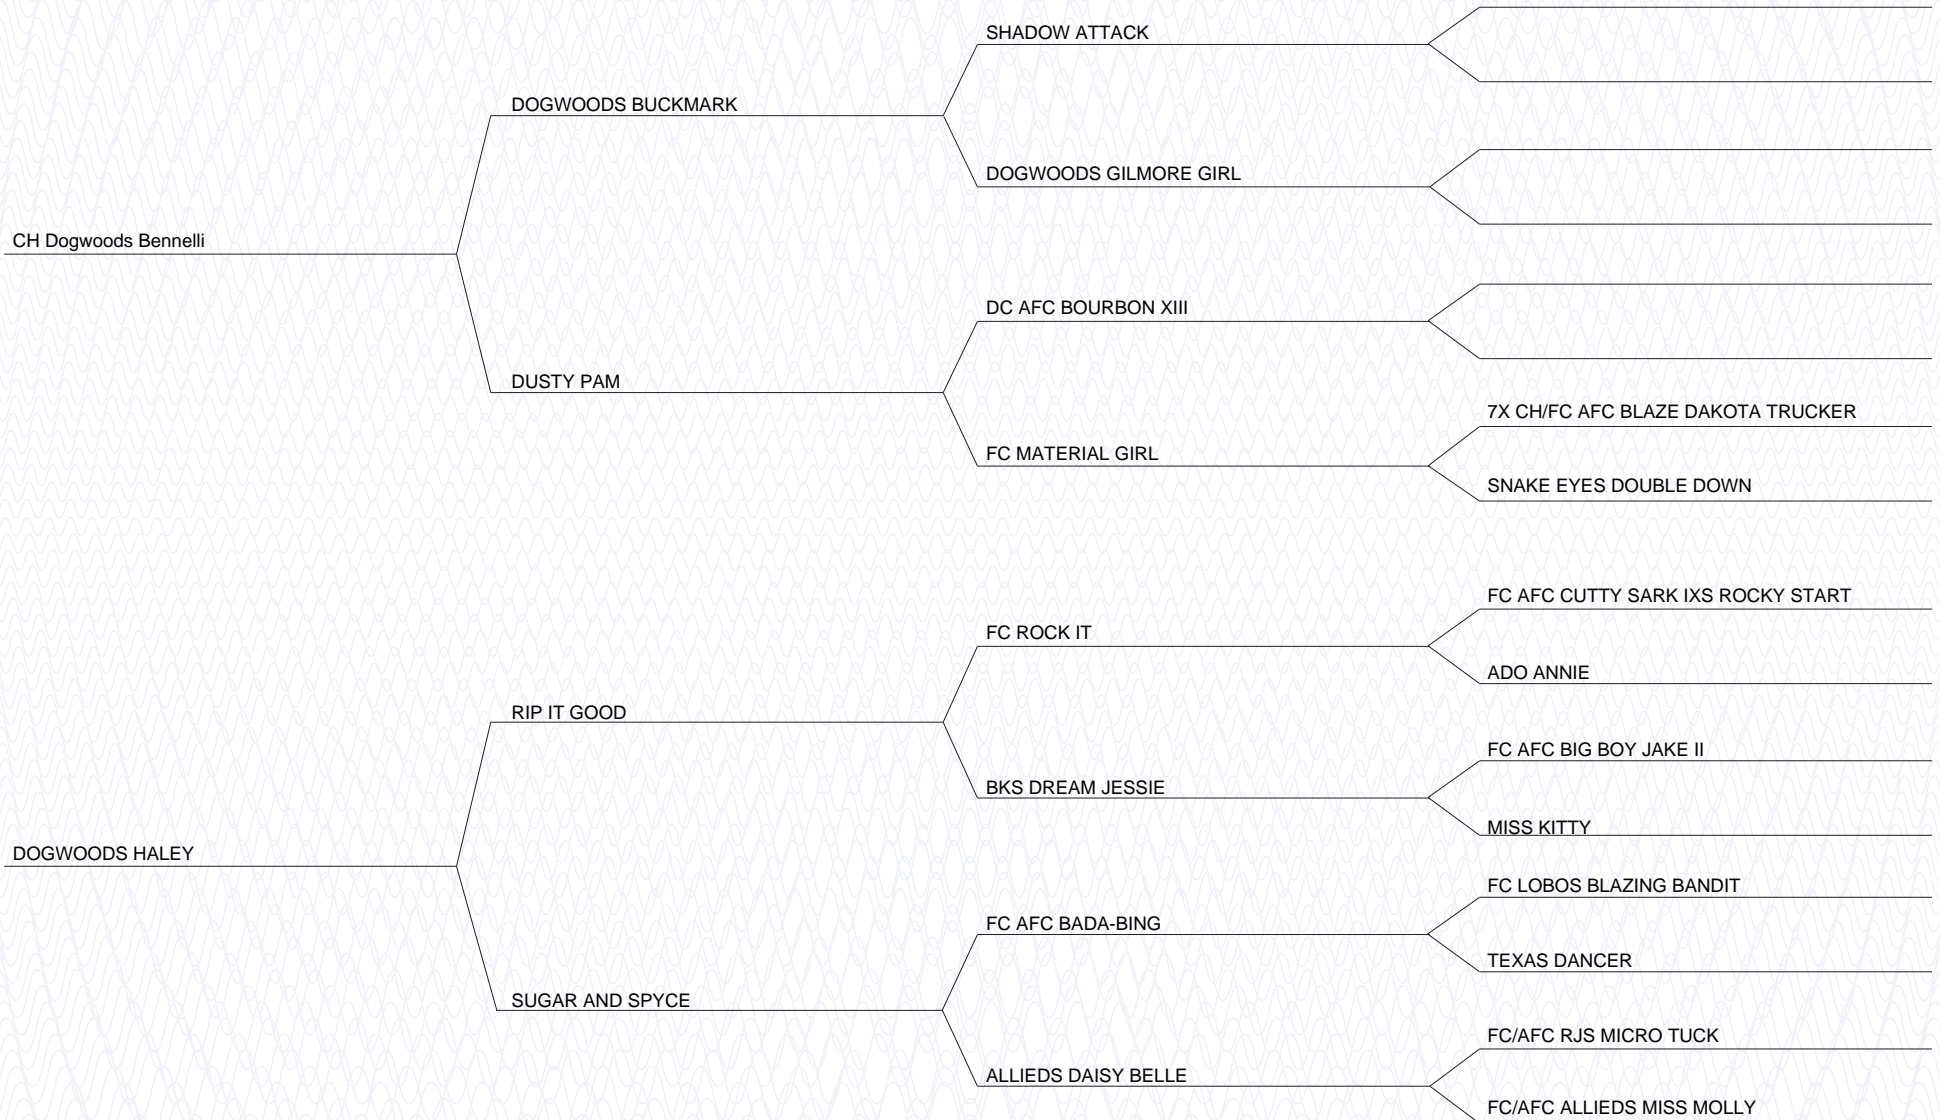 SHADOW ATTACK
DOGWOODS BUCKMARK
DOGWOODS GILMORE GIRL
CH Dogwoods Bennelli
DC AFC BOURBON XIII
DUSTY PAM
7X CH/FC AFC BLAZE DAKOTA TRUCKER
FC MATERIAL GIRL
SNAKE EYES DOUBLE DOWN
FC AFC CUTTY SARK IXS ROCKY START
FC ROCK IT
ADO ANNIE
RIP IT GOOD
FC AFC BIG BOY JAKE II
BKS DREAM JESSIE
MISS KITTY
DOGWOODS HALEY
FC LOBOS BLAZING BANDIT
FC AFC BADA-BING
TEXAS DANCER
SUGAR AND SPYCE
FC/AFC RJS MICRO TUCK
ALLIEDS DAISY BELLE
FC/AFC ALLIEDS MISS MOLLY